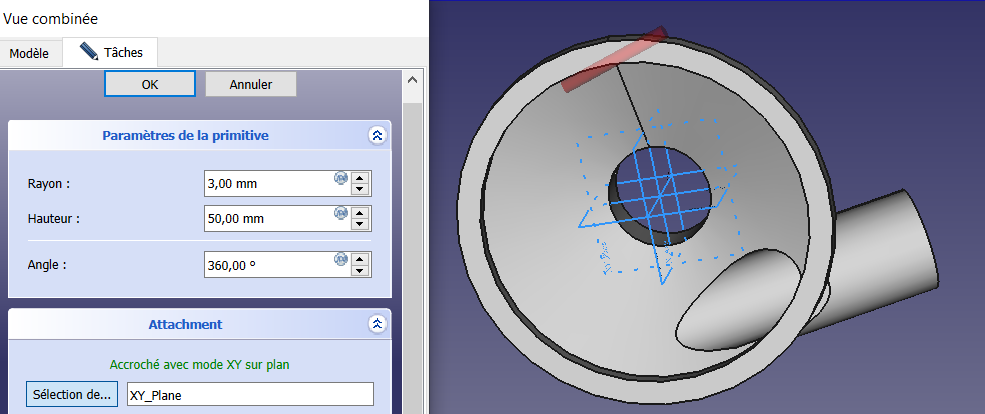 Vue combinée
Modèle
Tâches
OK
Annuler
Paramètres de la primitive
Rayon :
3,00 mm
Hauteur :
50,00 mm
Angle :
360,00 °
Attachment
Accroché avec mode XY sur plan
Sélection de...
XY_Plane